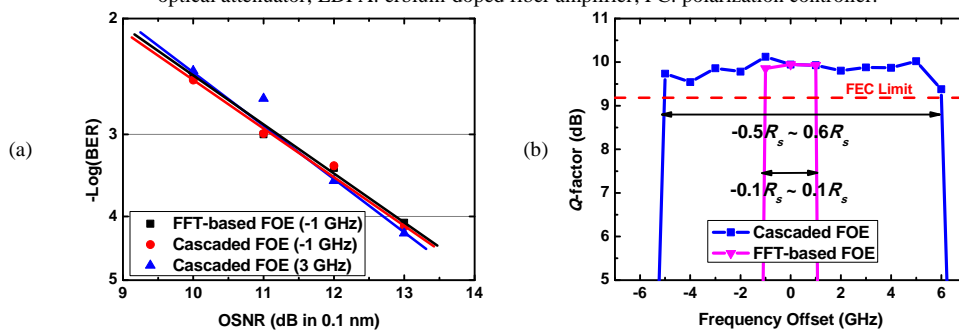 optical attenuator; EDFA: erbium-doped fiber amplifier; PC: polarization controller.
(a)
-Log(BER)
2
3
4
5
FFT-based FOE (-1 GHz)
Cascaded FOE (-1 GHz)
Cascaded FOE (3 GHz)
9 10 11 12 13 14
OSNR (dB in 0.1 nm)
(b)
Q-factor (dB)
11
10
9
8
7
6
5
FEC Limit
-0.5Rs ~ 0.6Rs
-0.1Rs ~ 0.1Rs
Cascaded FOE
FFT-based FOE
-6 -4 -2 0 2 4 6
Frequency Offset (GHz)